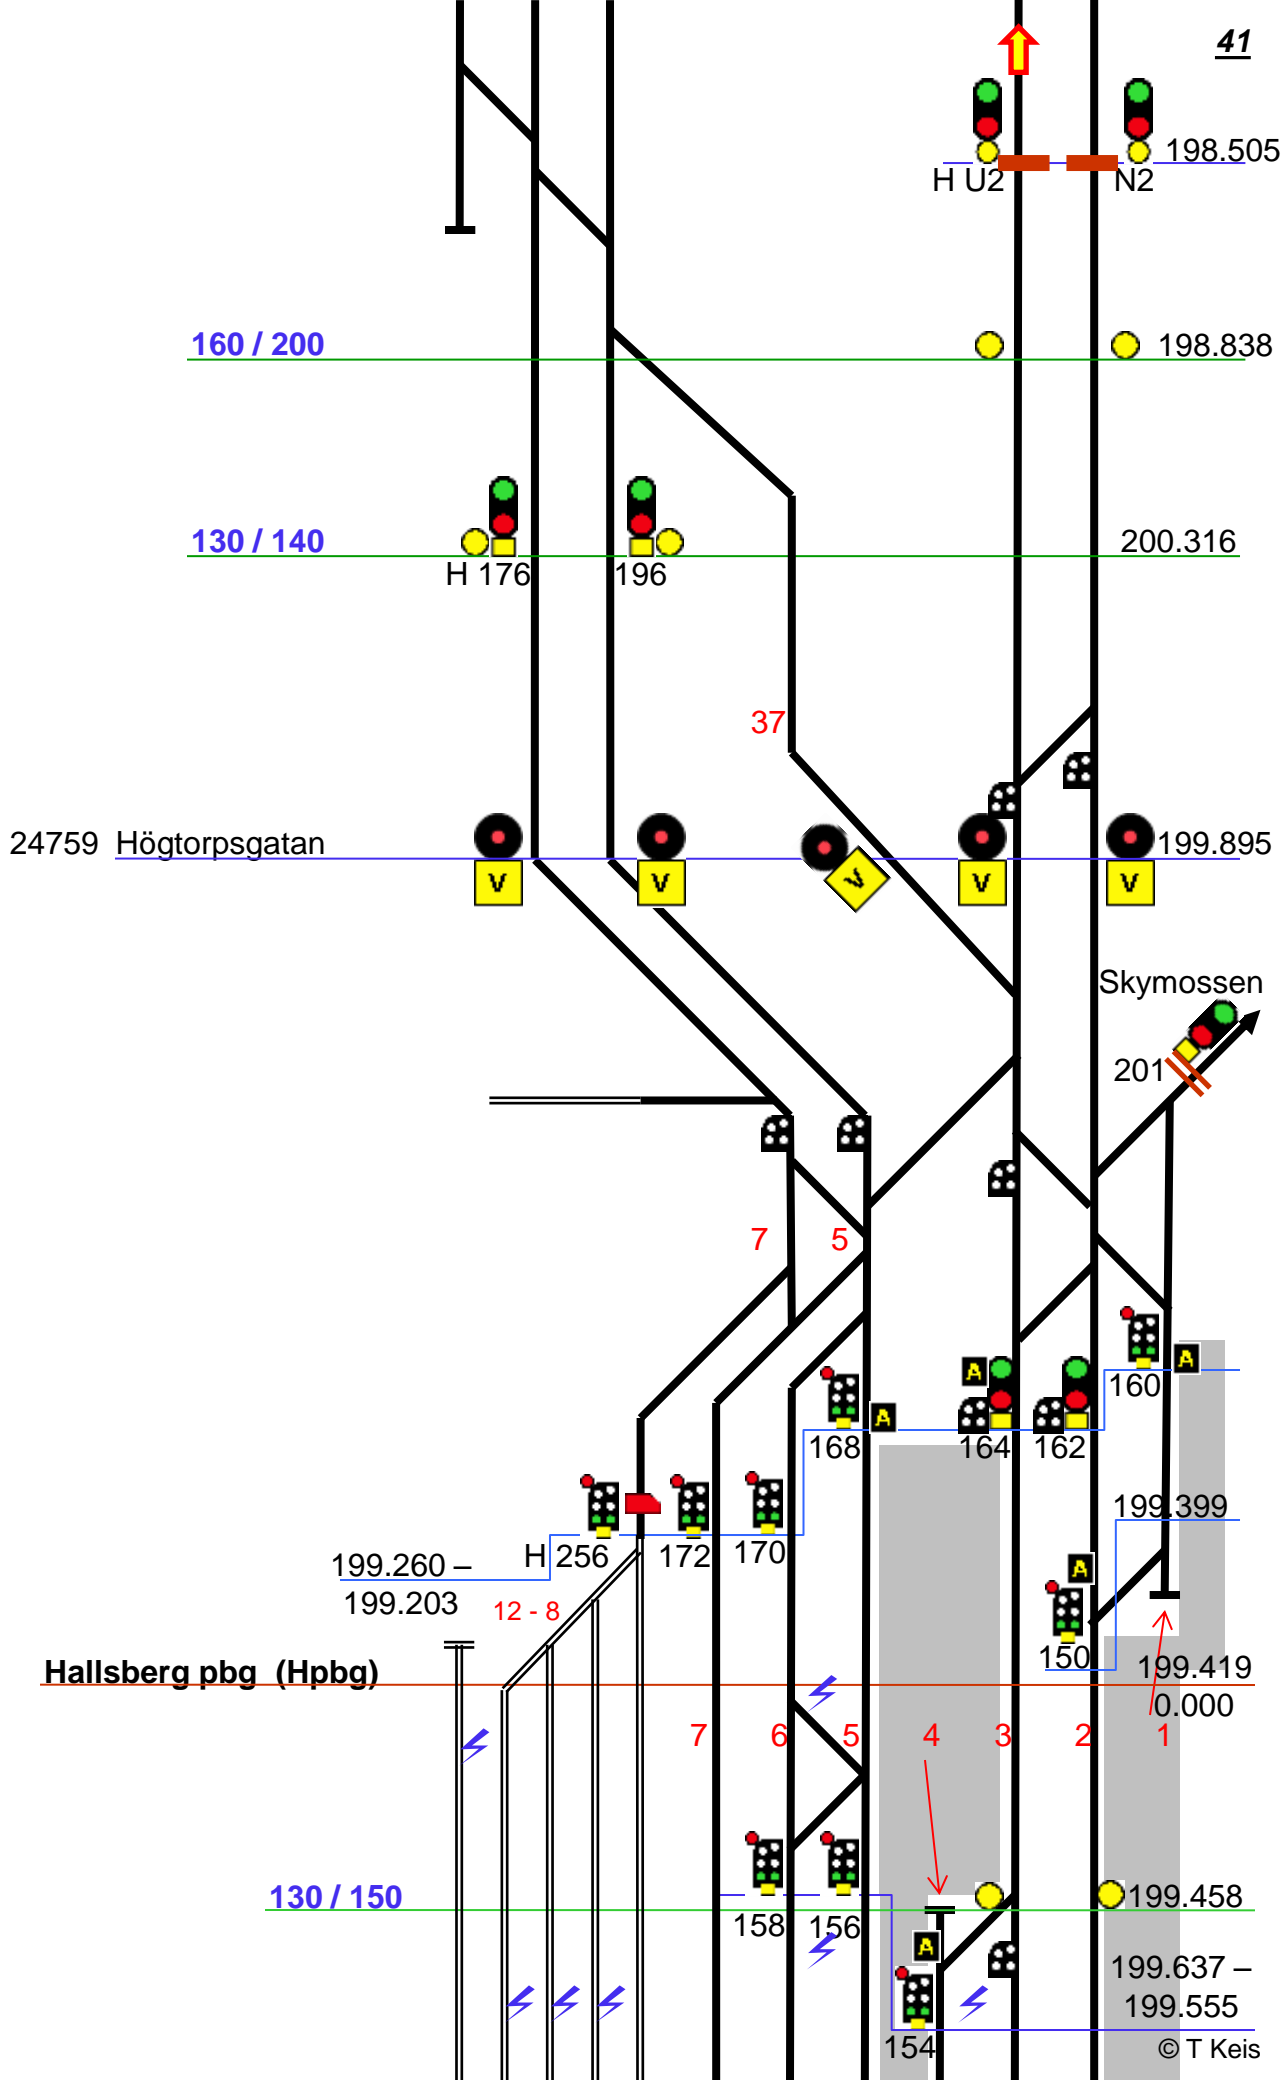 41
198.505
H U2
N2
160 / 200
198.838
130 / 140
200.316
H 176
196
37
24759 Högtorpsgatan
199.895
V
V
V
V
V
Skymossen
201
7
5
A
A
160
A
168
164
162
199.399
H 256
172
170
199.260 –
199.203
12 - 8
A
150
Hallsberg pbg (Hpbg)
199.419
0.000
7
6
5
4
3
2
1
130 / 150
199.458
158
156
A
199.637 –
199.555
154
© T Keis